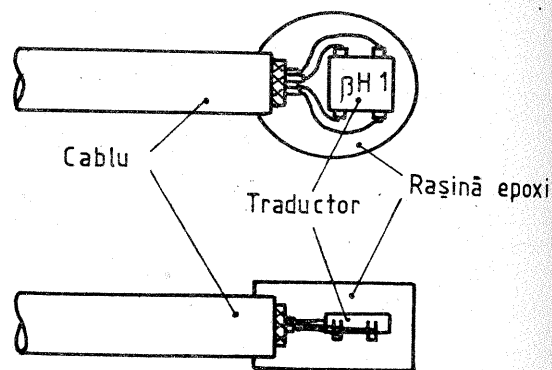 βH 1
Cablu
Traductor
Rașină epoxi